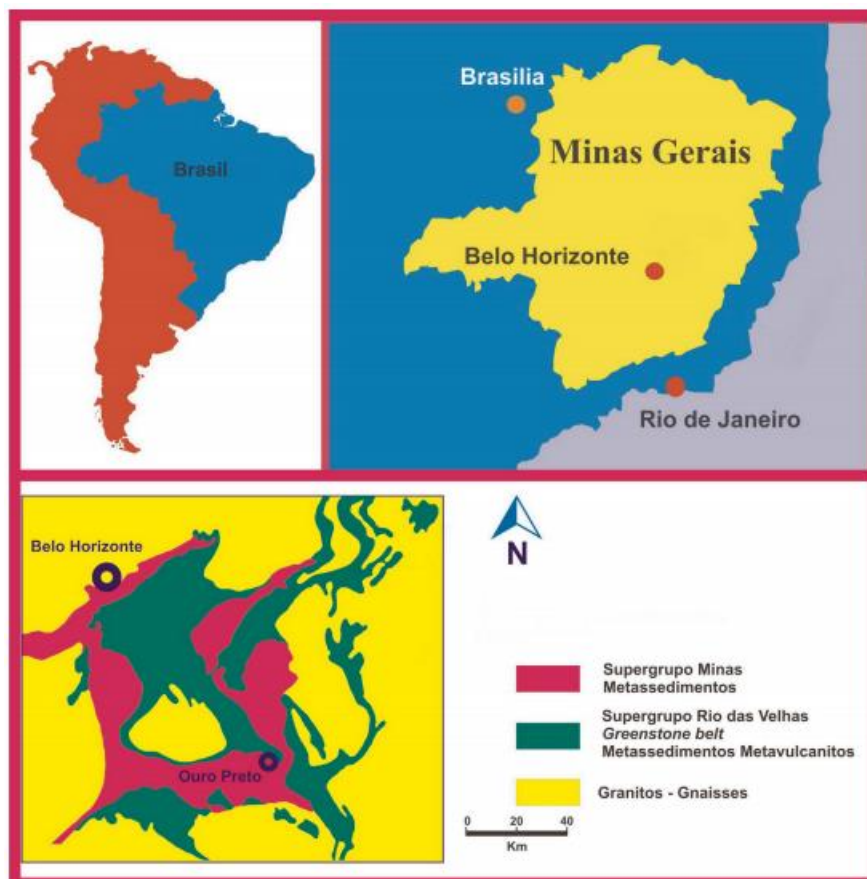 Brasil
Brasilia
Minas Gerais
Belo Horizonte
Rio de Janeiro
Belo Horizonte
Ouro Preto
N
Supergrupo Minas
Metassedimentos
Supergrupo Rio das Velhas
Greenstone belt
Metassedimentos Metavulcanitos
Granitos - Gnaisses
0 20 40
Km